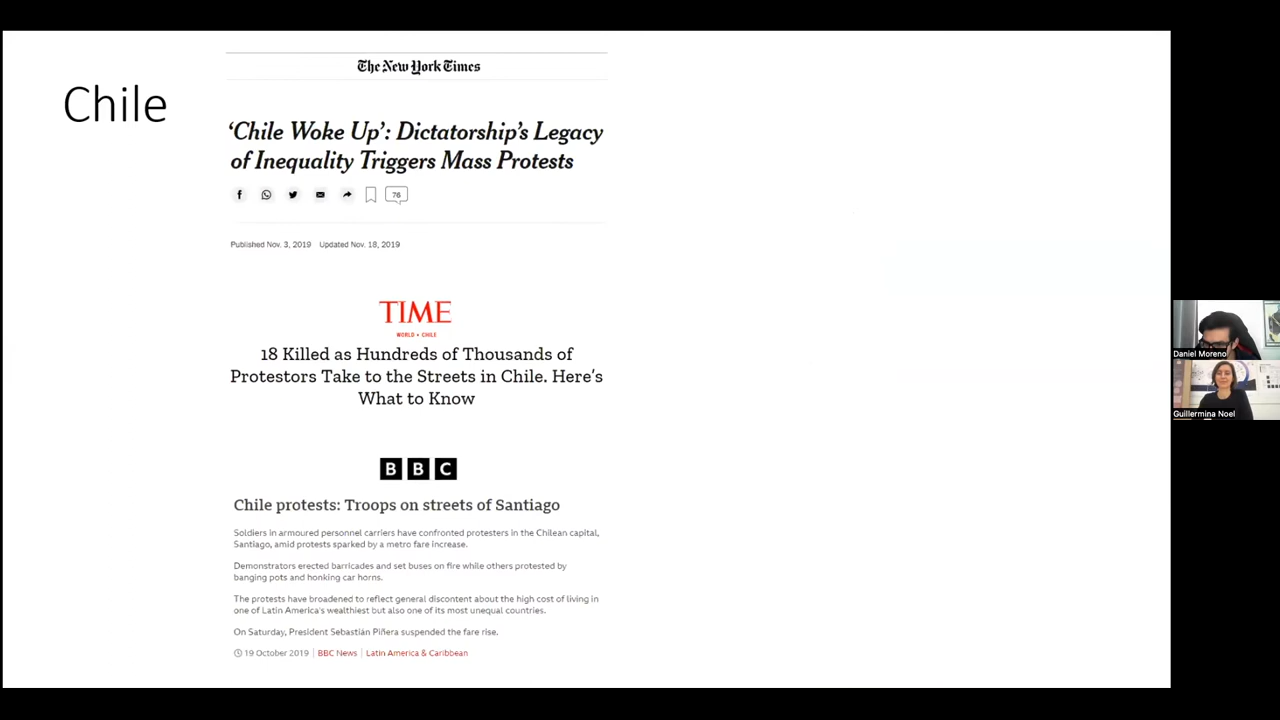 Chile
The New York Times
‘Chile Woke Up’: Dictatorship’s Legacy
of Inequality Triggers Mass Protests
76
Published Nov. 3, 2019 Updated Nov. 18, 2019
TIME
WORLD • CHILE
18 Killed as Hundreds of Thousands of
Protestors Take to the Streets in Chile. Here’s
What to Know
BBC
Chile protests: Troops on streets of Santiago
Soldiers in armoured personnel carriers have confronted protesters in the Chilean capital,
Santiago, amid protests sparked by a metro fare increase.
Demonstrators erected barricades and set buses on fire while others protested by
banging pots and honking car horns.
The protests have broadened to reflect general discontent about the high cost of living in
one of Latin America's wealthiest but also one of its most unequal countries.
On Saturday, President Sebastián Piñera suspended the fare rise.
19 October 2019 | BBC News | Latin America & Caribbean
Daniel Moreno
Guillermina Noel